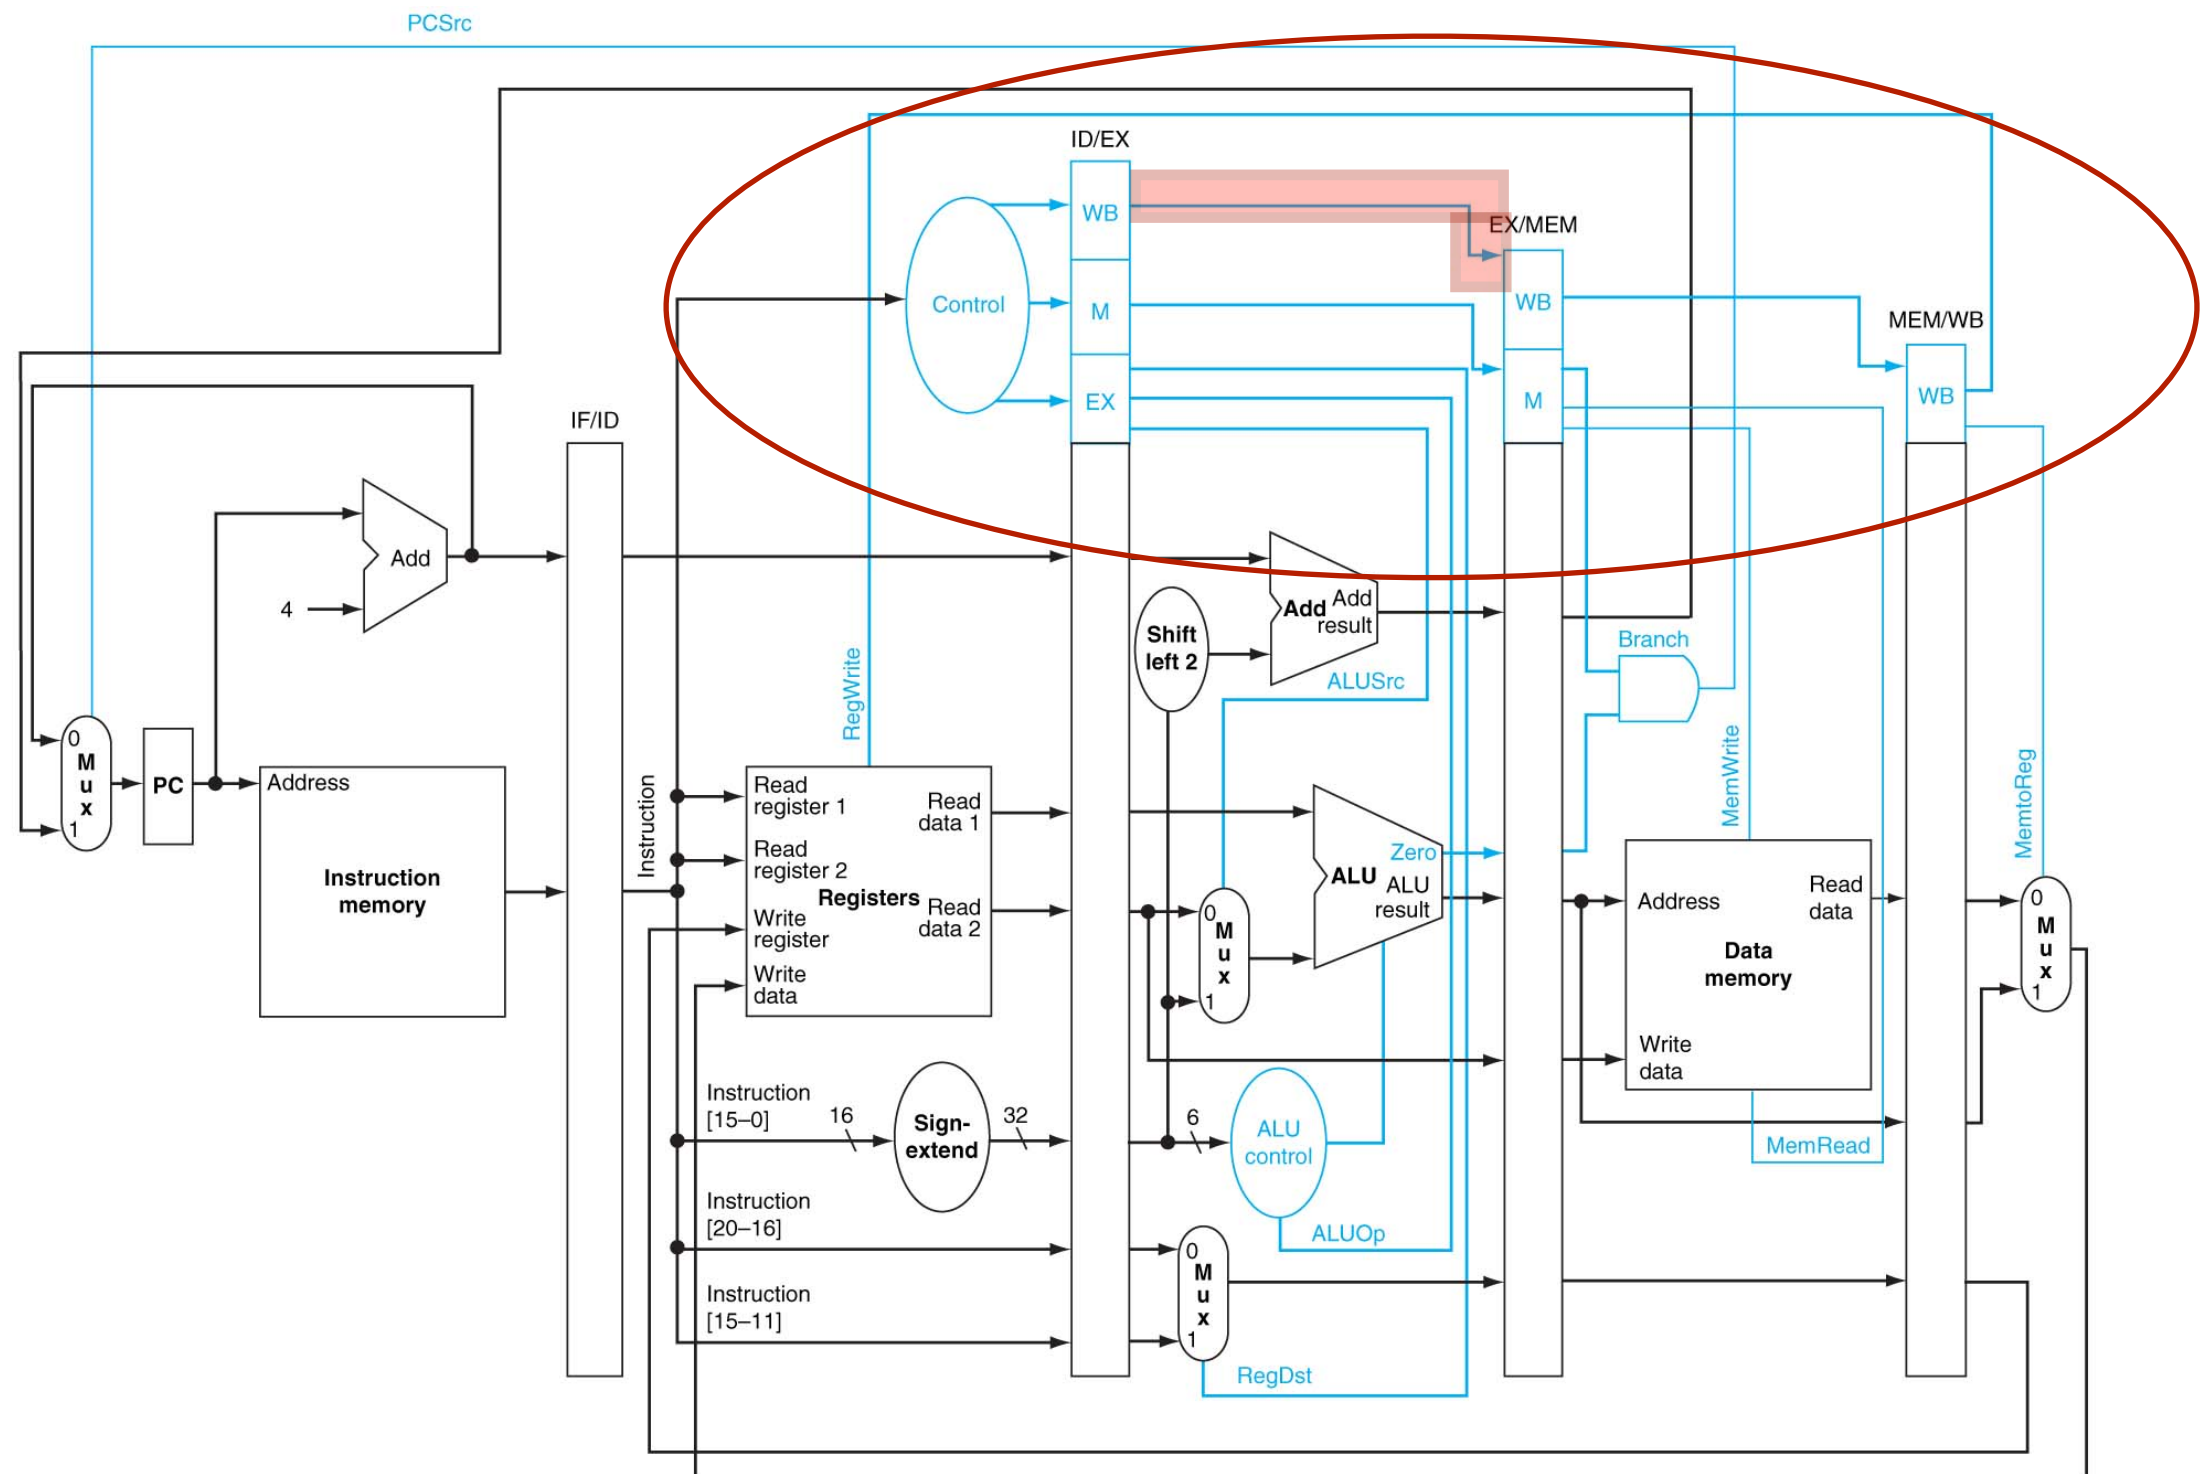 PCSrc
ID/EX
WB
EX/MEM
Control
M
WB
MEM/WB
EX
M
WB
IF/ID
Add
4
Add
Add
result
Shift
left 2
Branch
ALUSrc
RegWrite
0
M
u
x
1
PC
Address
Instruction
memory
Instruction
Read
register 1
Read
data 1
Read
register 2
Registers
Read
data 2
Write
register
Write
data
0
M
u
x
1
Zero
ALU
ALU
result
MemWrite
Address
Read
data
Data
memory
Write
data
MemtoReg
0
M
u
x
1
Instruction
[15–0]
16
Sign-
extend
32
6
ALU
control
MemRead
Instruction
[20–16]
ALUOp
0
M
u
x
1
Instruction
[15–11]
RegDst